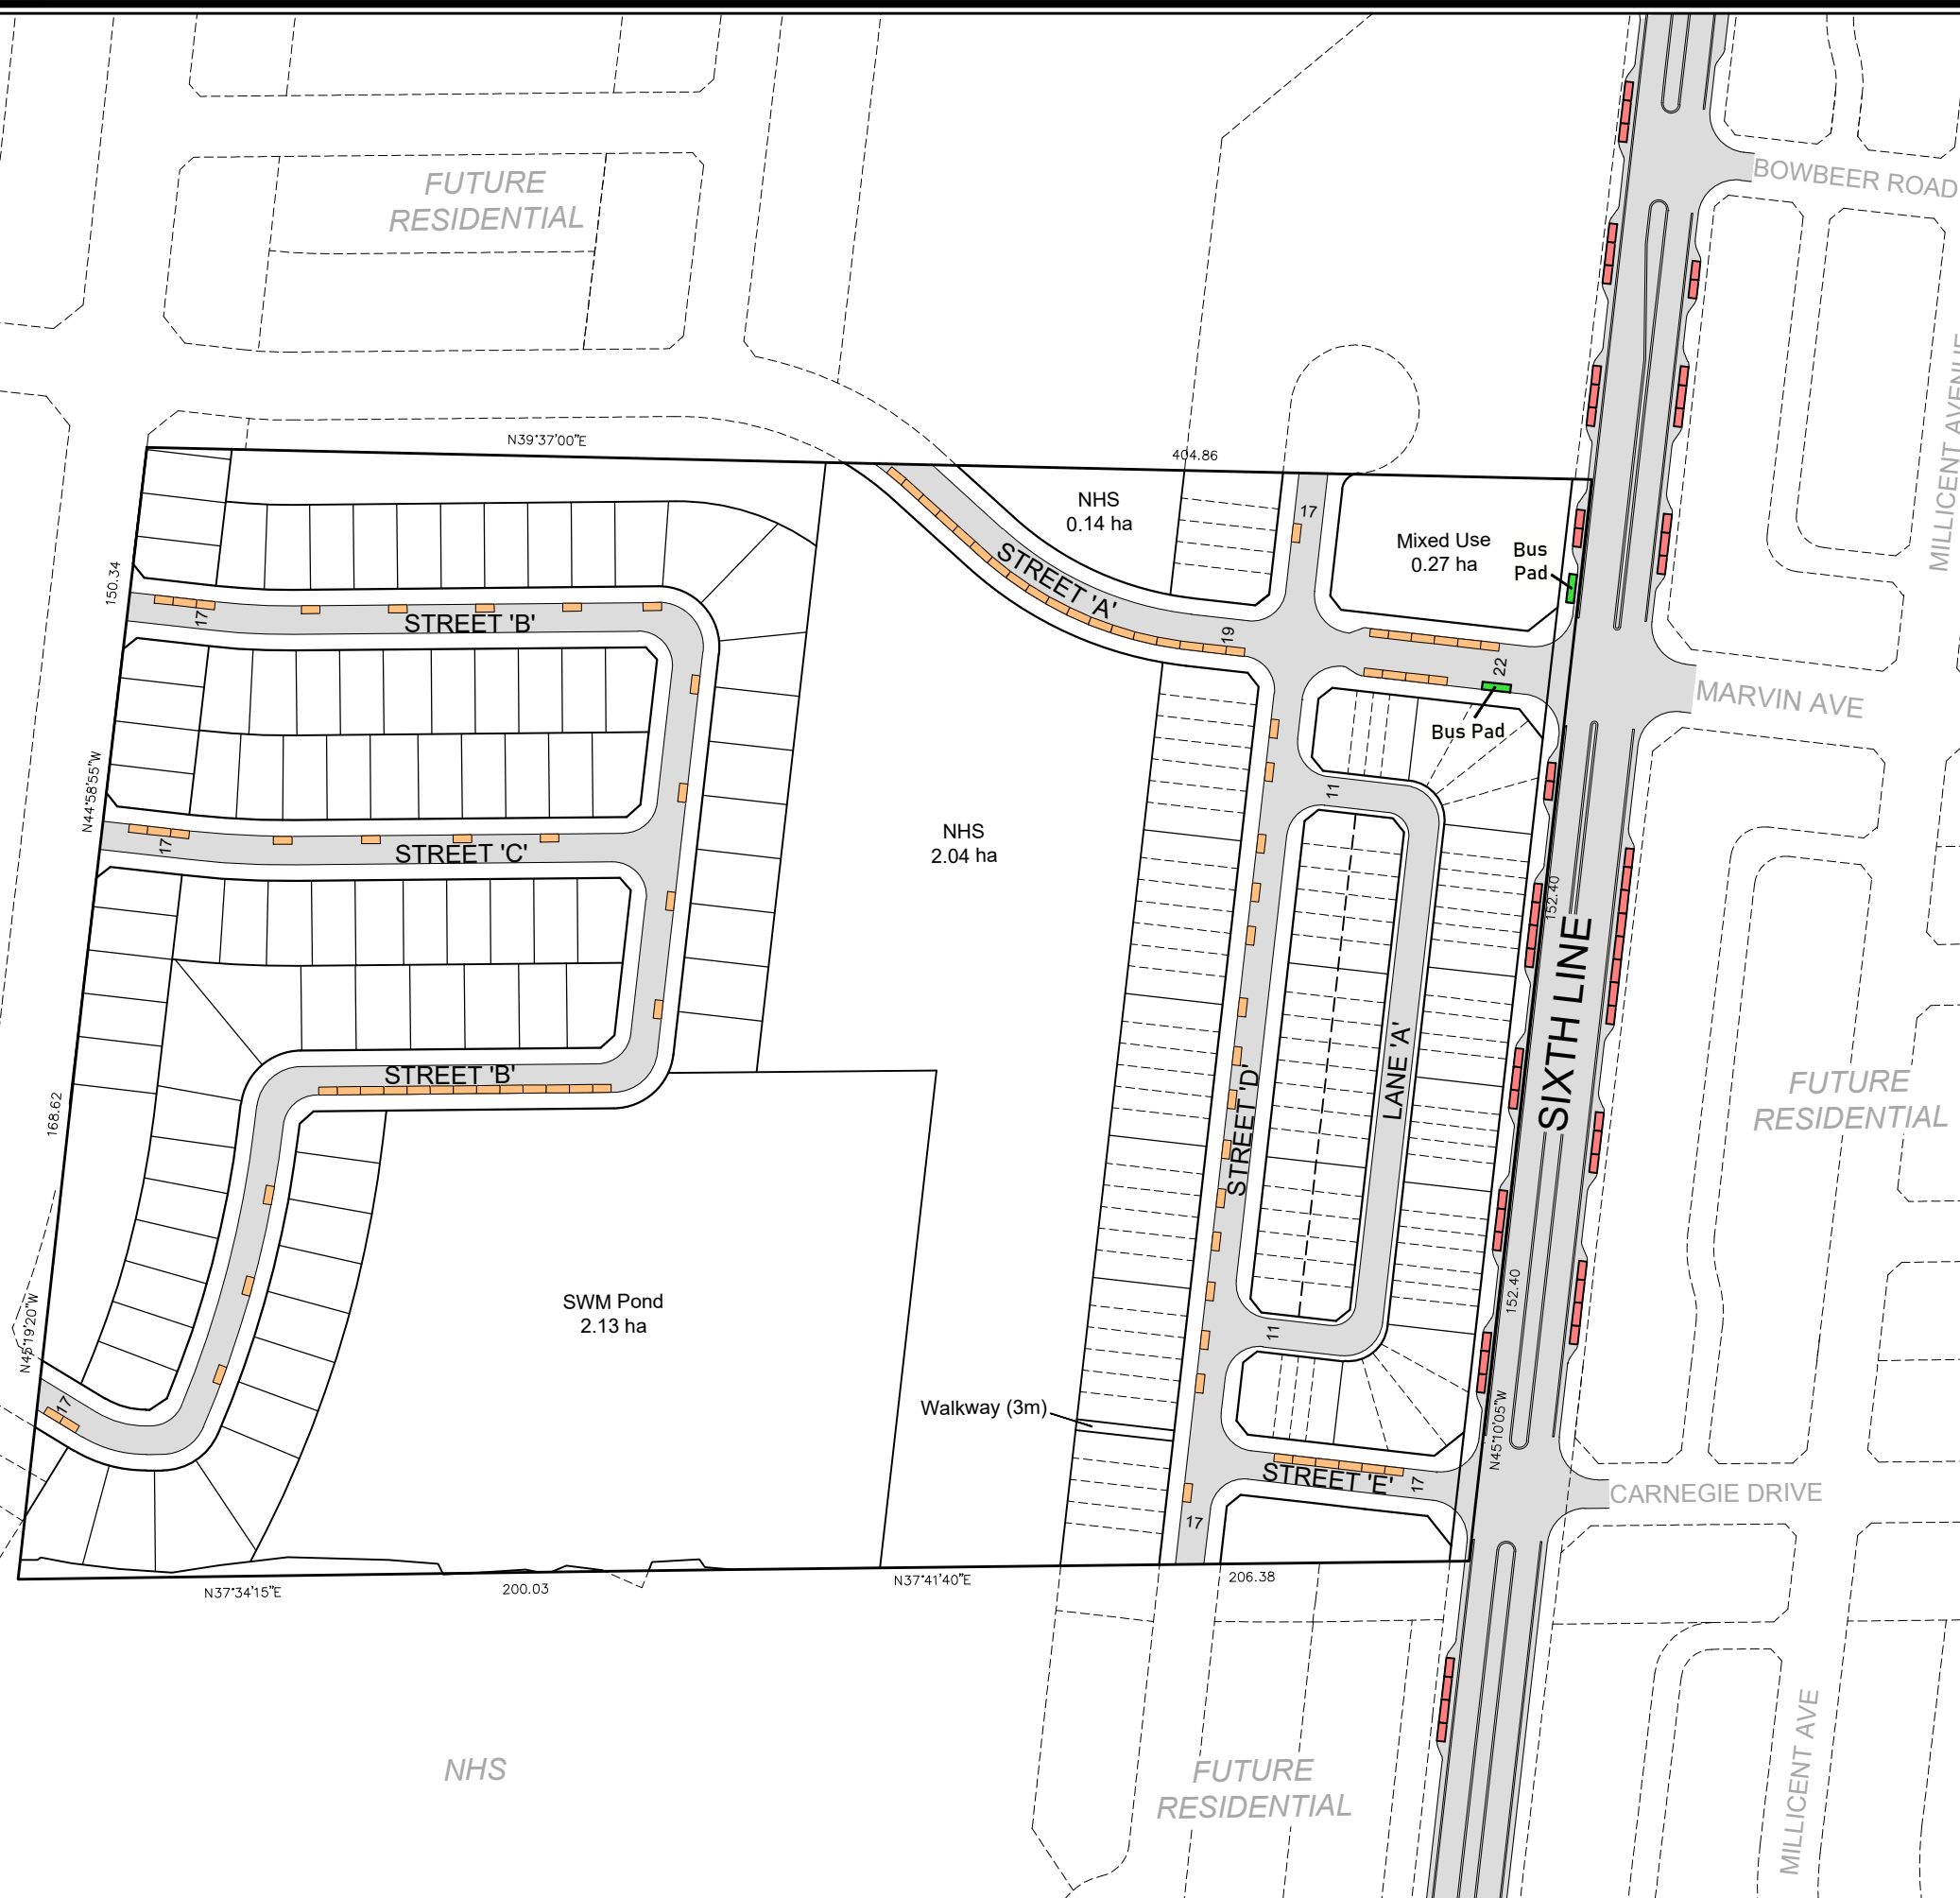 BOWBEER ROAD
FUTURE
RESIDENTIAL
MILLICENT AVENUE
N39°37'00"E
404.86
NHS
0.14 ha
17
Mixed Use
0.27 ha
Bus
Pad
STREET 'A'
19
22
150.34
17
STREET 'B'
MARVIN AVE
Bus Pad
11
N44°58'55"W
17
STREET 'C'
NHS
2.04 ha
152.40
SIXTH LINE
STREET 'B'
STREET 'D'
LANE 'A'
FUTURE
RESIDENTIAL
168.62
SWM Pond
2.13 ha
152.40
11
N45°19'20"W
17
Walkway (3m)
N45°10'05"W
STREET 'E'
17
CARNEGIE DRIVE
17
N37°34'15"E
200.03
N37°41'40"E
206.38
NHS
FUTURE
RESIDENTIAL
MILLICENT AVE